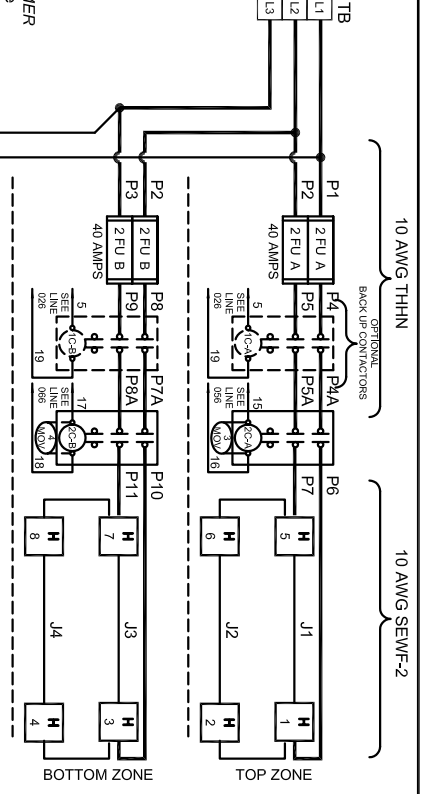 10 AWG THHN
10 AWG SEWF-2
OPTIONAL
BACK UP CONTACTORS
TB
L1
L2
L3
P1
P2
2 FU A
2 FU A
40 AMPS
P4
P5
P4A
P5A
P6
P7
5
SEE
LINE
026
1C-A
19
15
SEE
LINE
056
2C-A
3
MOV
16
H
5
J1
H
1
H
6
J2
H
2
TOP ZONE
P2
P3
2 FU B
2 FU B
40 AMPS
P8
P9
P7A
P8A
P10
P11
5
SEE
LINE
026
1C-B
19
17
SEE
LINE
066
2C-B
4
MOV
18
H
7
J3
H
3
H
8
J4
H
4
BOTTOM ZONE